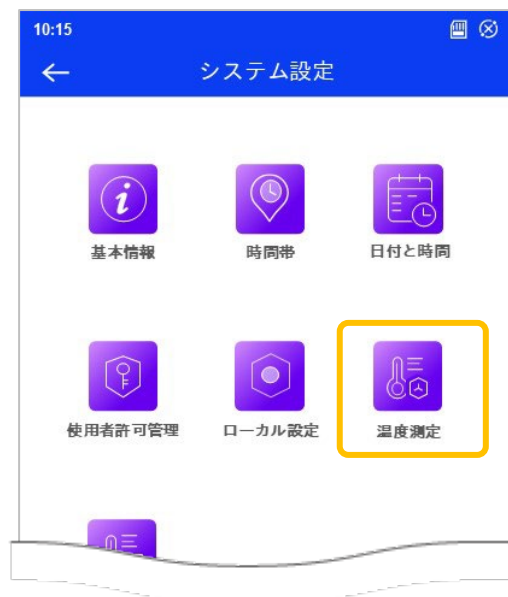 10:15
システム設定
基本情報
時間帯
日付と時間
使用者許可管理
ローカル設定
温度測定